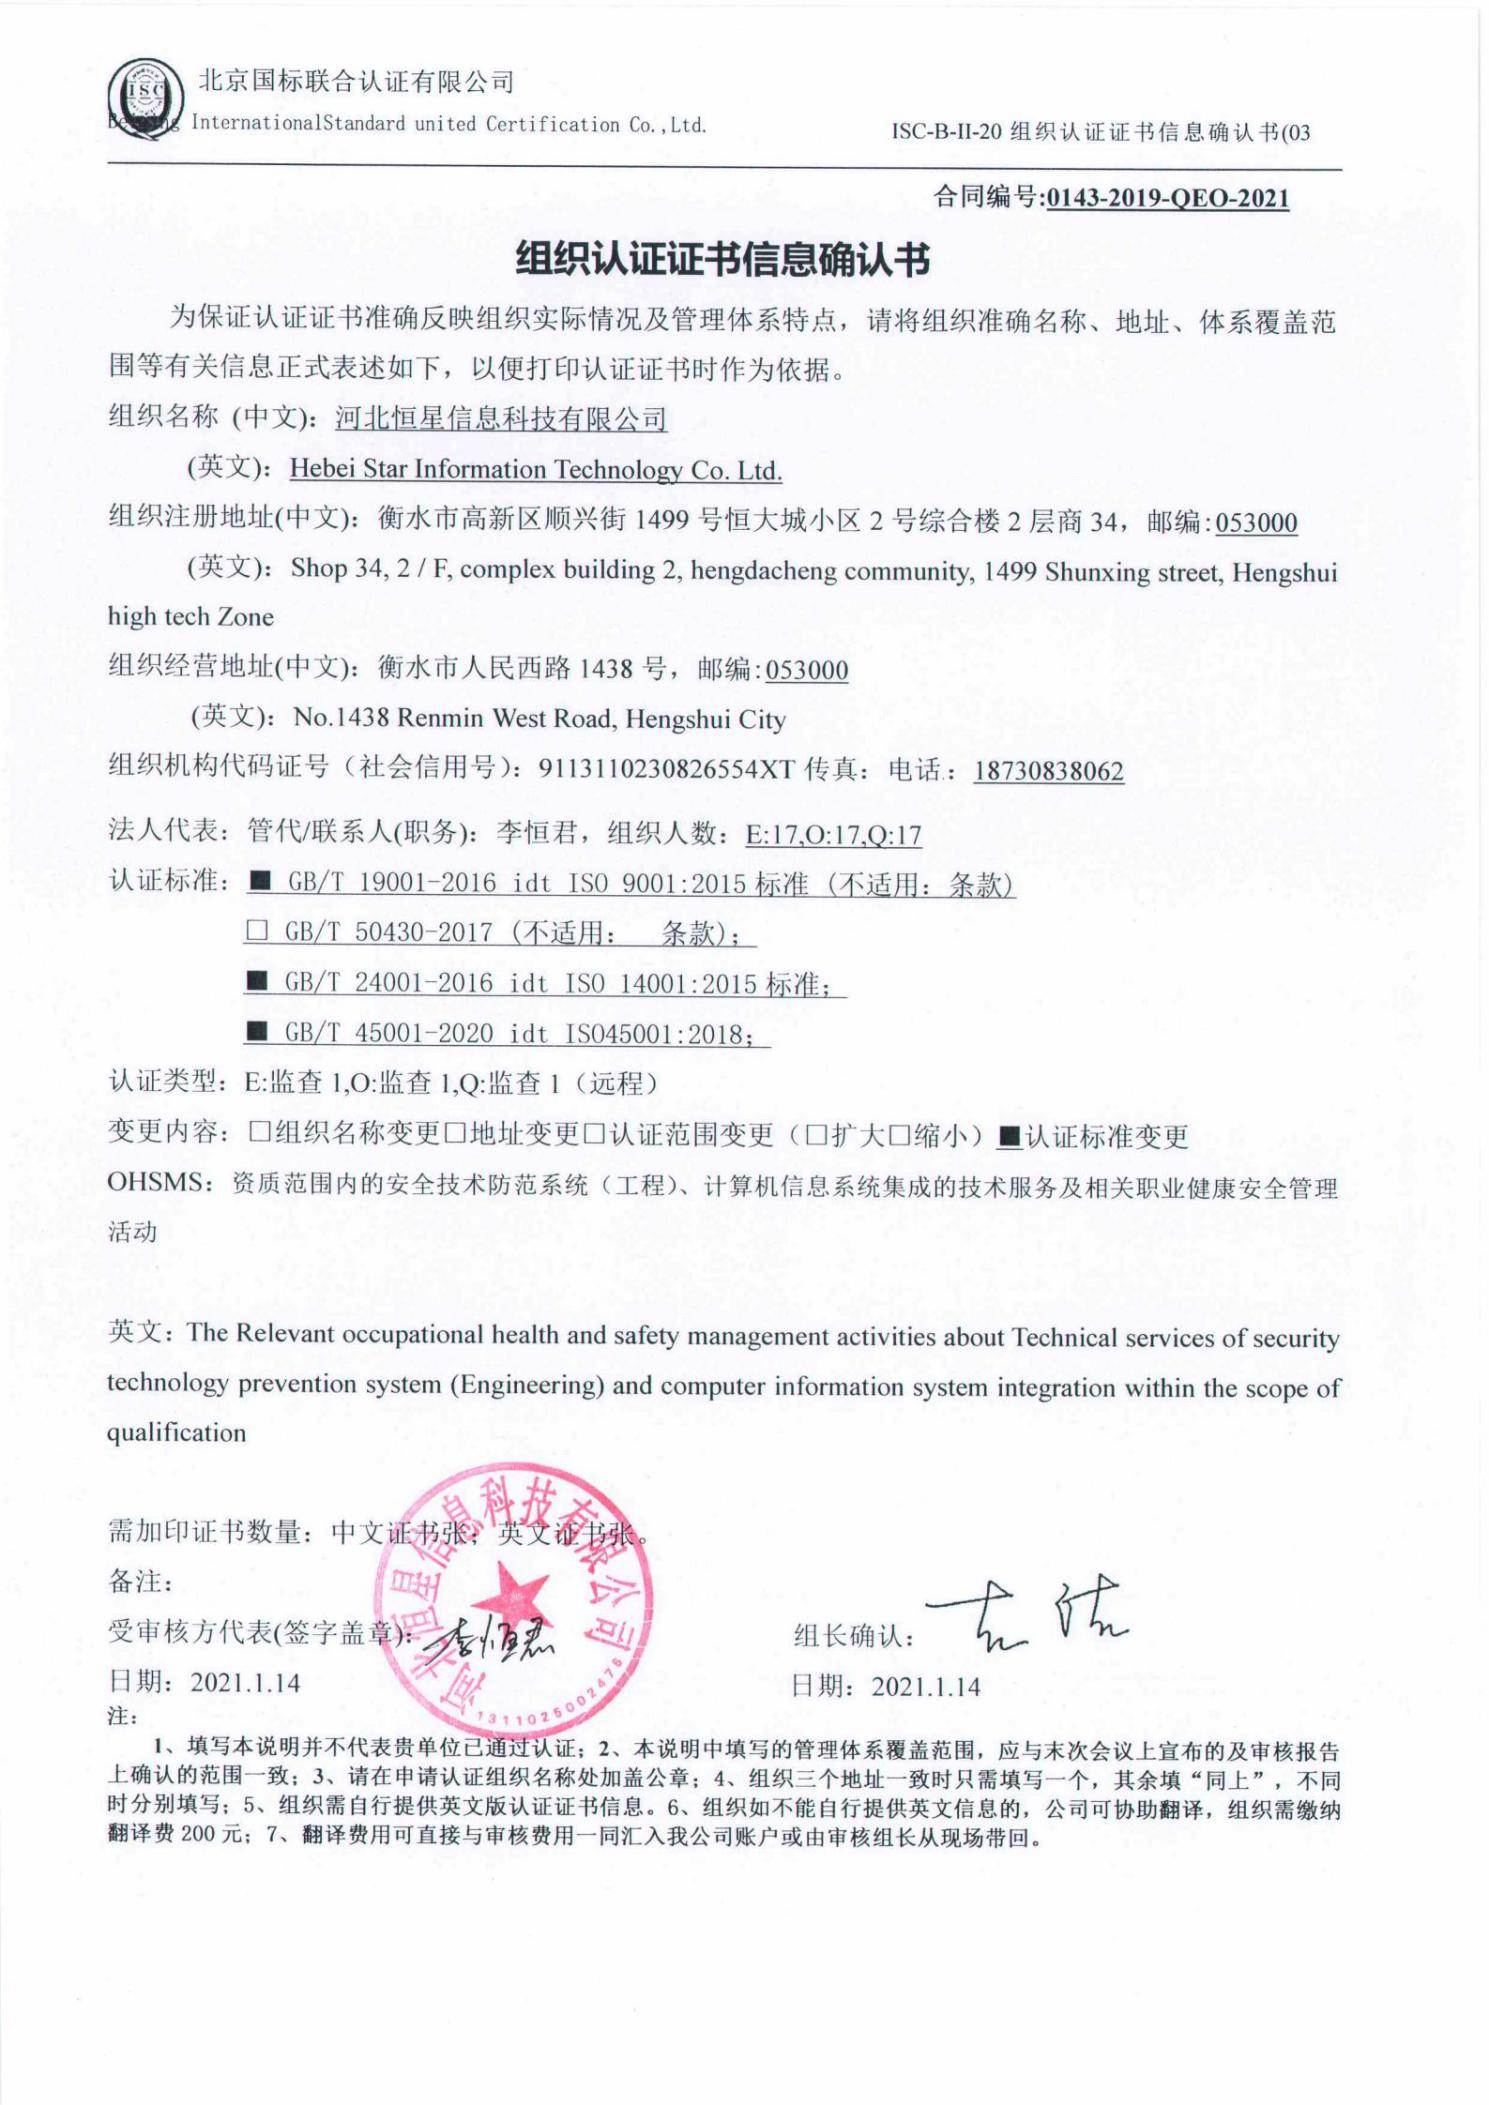 ISC
北京国标联合认证有限公司
Beijing InternationalStandard united Certification Co.,Ltd.
ISC-B-II-20 组织认证证书信息确认书(03
合同编号:0143-2019-QEO-2021
组织认证证书信息确认书
为保证认证证书准确反映组织实际情况及管理体系特点，请将组织准确名称、地址、体系覆盖范
围等有关信息正式表述如下，以便打印认证证书时作为依据。
组织名称 (中文)：河北恒星信息科技有限公司
(英文)：Hebei Star Information Technology Co. Ltd.
组织注册地址(中文)：衡水市高新区顺兴街 1499 号恒大城小区 2 号综合楼 2 层商 34，邮编:053000
(英文)：Shop 34, 2 / F, complex building 2, hengdacheng community, 1499 Shunxing street, Hengshui
high tech Zone
组织经营地址(中文)：衡水市人民西路 1438 号，邮编:053000
(英文)：No.1438 Renmin West Road, Hengshui City
组织机构代码证号（社会信用号)：9113110230826554XT 传真：电话.：18730838062
法人代表：管代/联系人(职务)：李恒君，组织人数：E:17,O:17,Q:17
认证标准：■ GB/T 19001-2016 idt ISO 9001:2015 标准（不适用：条款）
□ GB/T 50430-2017（不适用： 条款）;
■ GB/T 24001-2016 idt ISO 14001:2015 标准;
■ GB/T 45001-2020 idt ISO45001:2018;
认证类型：E:监查 1,O:监查 1,Q:监查 1（远程）
变更内容：□组织名称变更□地址变更□认证范围变更（□扩大□缩小）■认证标准变更
OHSMS：资质范围内的安全技术防范系统（工程）、计算机信息系统集成的技术服务及相关职业健康安全管理
活动
英文：The Relevant occupational health and safety management activities about Technical services of security
technology prevention system (Engineering) and computer information system integration within the scope of
qualification
需加印证书数量：中文证书张；英文证书张。
备注：
受审核方代表(签字盖章)：李恒君
组长确认：
日期：2021.1.14
日期：2021.1.14
河北恒星信息科技有限公司
1311025002476
注：
1、填写本说明并不代表贵单位已通过认证；2、本说明中填写的管理体系覆盖范围，应与末次会议上宣布的及审核报告
上确认的范围一致；3、请在申请认证组织名称处加盖公章；4、组织三个地址一致时只需填写一个，其余填“同上”，不同
时分别填写；5、组织需自行提供英文版认证证书信息。6、组织如不能自行提供英文信息的，公司可协助翻译，组织需缴纳
翻译费 200 元；7、翻译费用可直接与审核费用一同汇入我公司账户或由审核组长从现场带回。